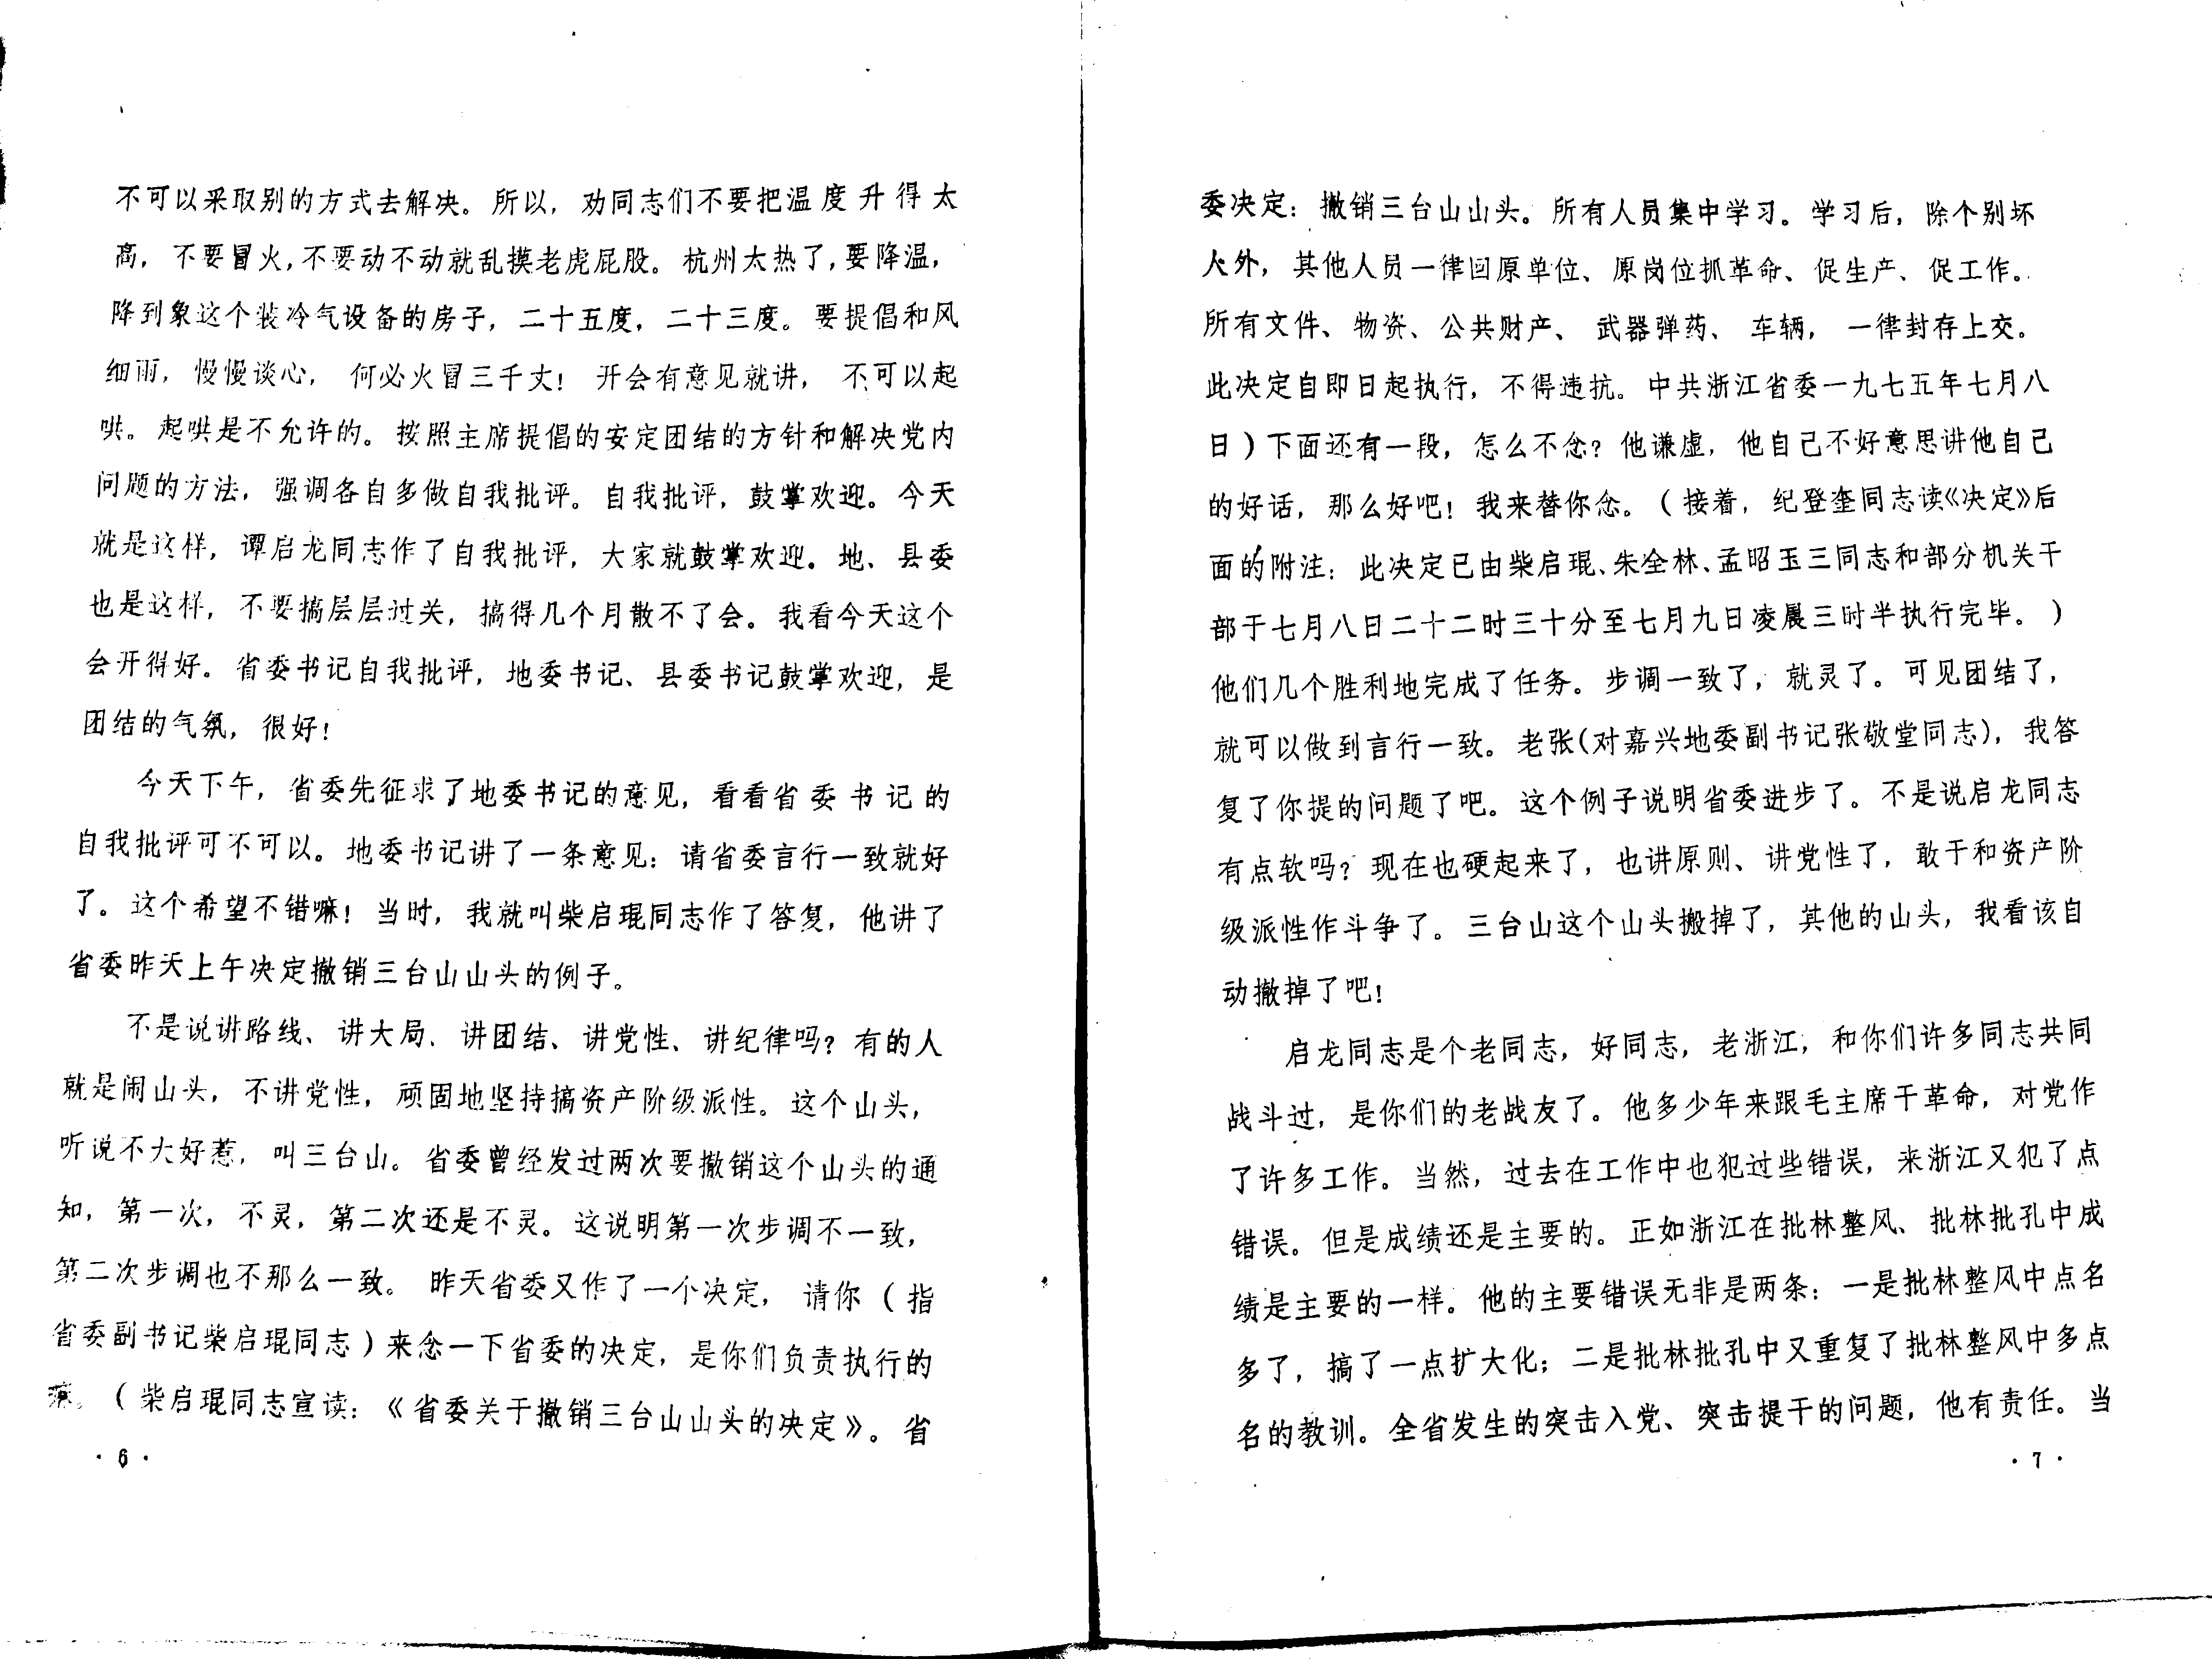 不可以采取别的方式去解决。所以，劝同志们不要把温度升得太
高，不要冒火，不要动不动就乱摸老虎屁股。杭州太热了，要降温，
降到象这个装冷气设备的房子，二十五度，二十三度。要提倡和风
细雨，慢慢谈心，何必火冒三千丈！开会有意见就讲，不可以起
哄。起哄是不允许的。按照主席提倡的安定团结的方针和解决党内
问题的方法，强调各自多做自我批评。自我批评，鼓掌欢迎。今天
就是这样，谭启龙同志作了自我批评，大家就鼓掌欢迎。地、县委
也是这样，不要搞层层过关，搞得几个月散不了会。我看今天这个
会开得好。省委书记自我批评，地委书记、县委书记鼓掌欢迎，是
团结的气氛，很好！
今天下午，省委先征求了地委书记的意见，看看省委书记的
自我批评可不可以。地委书记讲了一条意见：请省委言行一致就好
了。这个希望不错嘛！当时，我就叫柴启琨同志作了答复，他讲了
省委昨天上午决定撤销三台山山头的例子。
不是说讲路线、讲大局、讲团结、讲党性、讲纪律吗？有的人
就是闹山头，不讲党性，顽固地坚持搞资产阶级派性。这个山头，
听说不大好惹，叫三台山。省委曾经发过两次要撤销这个山头的通
知，第一次，不灵，第二次还是不灵。这说明第一次步调不一致，
第二次步调也不那么一致。昨天省委又作了一个决定，请你（指
省委副书记柴启琨同志）来念一下省委的决定，是你们负责执行的
嘛。（柴启琨同志宣读：《省委关于撤销三台山山头的决定》。省
·6·
委决定：撤销三台山山头。所有人员集中学习。学习后，除个别坏
人外，其他人员一律回原单位、原岗位抓革命、促生产、促工作。
所有文件、物资、公共财产、武器弹药、车辆，一律封存上交。
此决定自即日起执行，不得违抗。中共浙江省委一九七五年七月八
日）下面还有一段，怎么不念？他谦虚，他自己不好意思讲他自己
的好话，那么好吧！我来替你念。（接着，纪登奎同志读《决定》后
面的附注：此决定已由柴启琨、朱全林、孟昭玉三同志和部分机关干
部于七月八日二十二时三十分至七月九日凌晨三时半执行完毕。）
他们几个胜利地完成了任务。步调一致了，就灵了。可见团结了，
就可以做到言行一致。老张（对嘉兴地委副书记张敬堂同志），我答
复了你提的问题了吧。这个例子说明省委进步了。不是说启龙同志
有点软吗？现在也硬起来了，也讲原则、讲党性了，敢于和资产阶
级派性作斗争了。三台山这个山头搬掉了，其他的山头，我看该自
动撤掉了吧！
启龙同志是个老同志，好同志，老浙江，和你们许多同志共同
战斗过，是你们的老战友了。他多少年来跟毛主席干革命，对党作
了许多工作。当然，过去在工作中也犯过些错误，来浙江又犯了点
错误。但是成绩还是主要的。正如浙江在批林整风、批林批孔中成
绩是主要的一样。他的主要错误无非是两条：一是批林整风中点名
多了，搞了一点扩大化；二是批林批孔中又重复了批林整风中多点
名的教训。全省发生的突击入党、突击提干的问题，他有责任。当
·7·